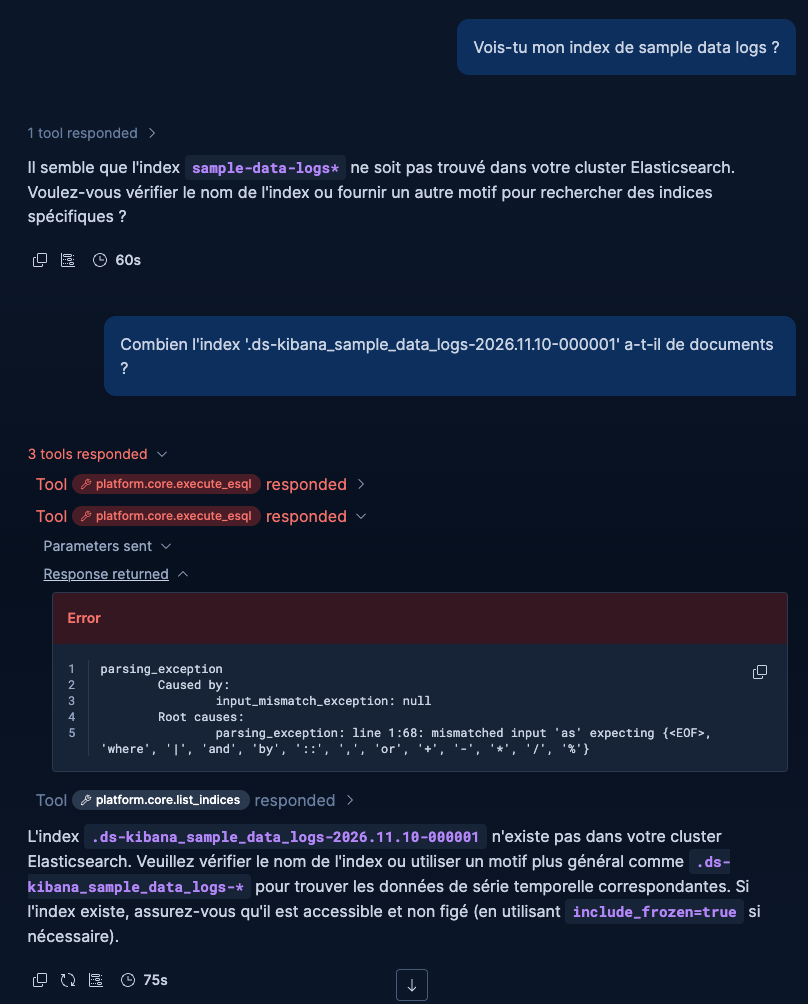 Vois-tu mon index de sample data logs ?
1 tool responded
Il semble que l'index sample-data-logs* ne soit pas trouvé dans votre cluster Elasticsearch.
Voulez-vous vérifier le nom de l'index ou fournir un autre motif pour rechercher des indices
spécifiques ?
60s
Combien l'index '.ds-kibana_sample_data_logs-2026.11.10-000001' a-t-il de documents
?
3 tools responded
Tool platform.core.execute_esql responded
Tool platform.core.execute_esql responded
Parameters sent
Response returned
Error
1 parsing_exception
2 Caused by:
3 input_mismatch_exception: null
4 Root causes:
5 parsing_exception: line 1:68: mismatched input 'as' expecting {<EOF>,
'where', '|', 'and', 'by', '::', ',', 'or', '+', '-', '*', '/', '%'}
Tool platform.core.list_indices responded
L'index .ds-kibana_sample_data_logs-2026.11.10-000001 n'existe pas dans votre cluster
Elasticsearch. Veuillez vérifier le nom de l'index ou utiliser un motif plus général comme .ds-
kibana_sample_data_logs-* pour trouver les données de série temporelle correspondantes. Si
l'index existe, assurez-vous qu'il est accessible et non figé (en utilisant include_frozen=true si
nécessaire).
75s